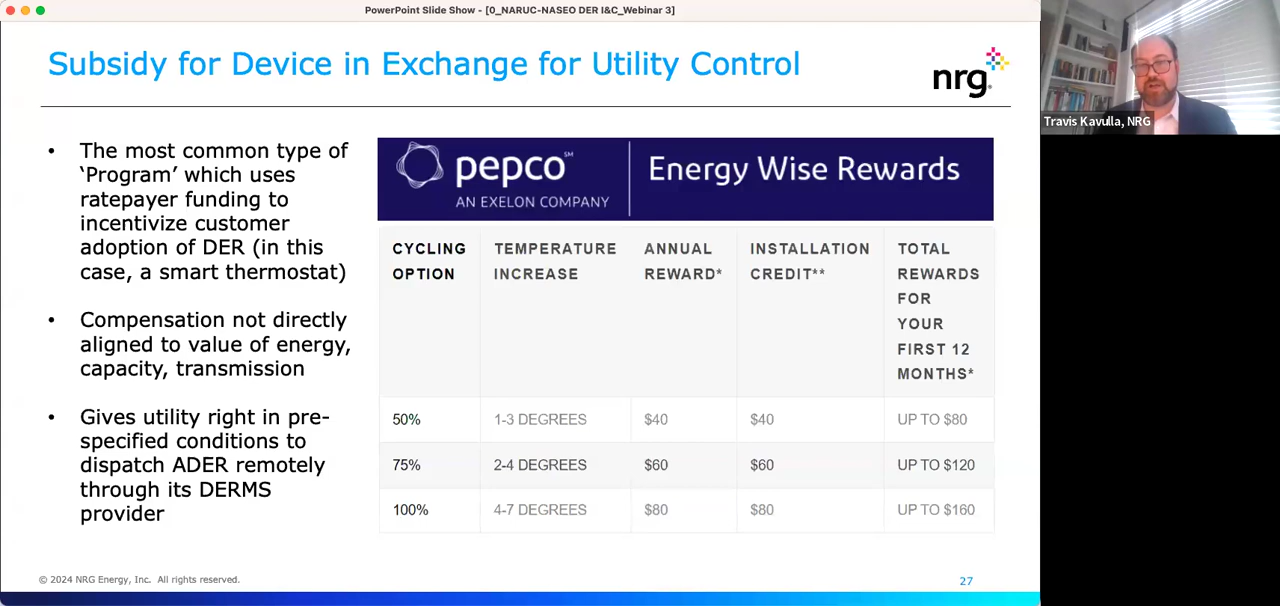 PowerPoint Slide Show - [0_NARUC-NASEO DER I&C_Webinar 3]
Subsidy for Device in Exchange for Utility Control
nrg
Travis Kavulla, NRG
• The most common type of
‘Program’ which uses
ratepayer funding to
incentivize customer
adoption of DER (in this
case, a smart thermostat)
• Compensation not directly
aligned to value of energy,
capacity, transmission
• Gives utility right in pre-
specified conditions to
dispatch ADER remotely
through its DERMS
provider
pepco℠
AN EXELON COMPANY
Energy Wise Rewards
CYCLING
OPTION
TEMPERATURE
INCREASE
ANNUAL
REWARD*
INSTALLATION
CREDIT**
TOTAL
REWARDS
FOR
YOUR
FIRST 12
MONTHS*
50% 1-3 DEGREES $40 $40 UP TO $80
75% 2-4 DEGREES $60 $60 UP TO $120
100% 4-7 DEGREES $80 $80 UP TO $160
© 2024 NRG Energy, Inc. All rights reserved.
27